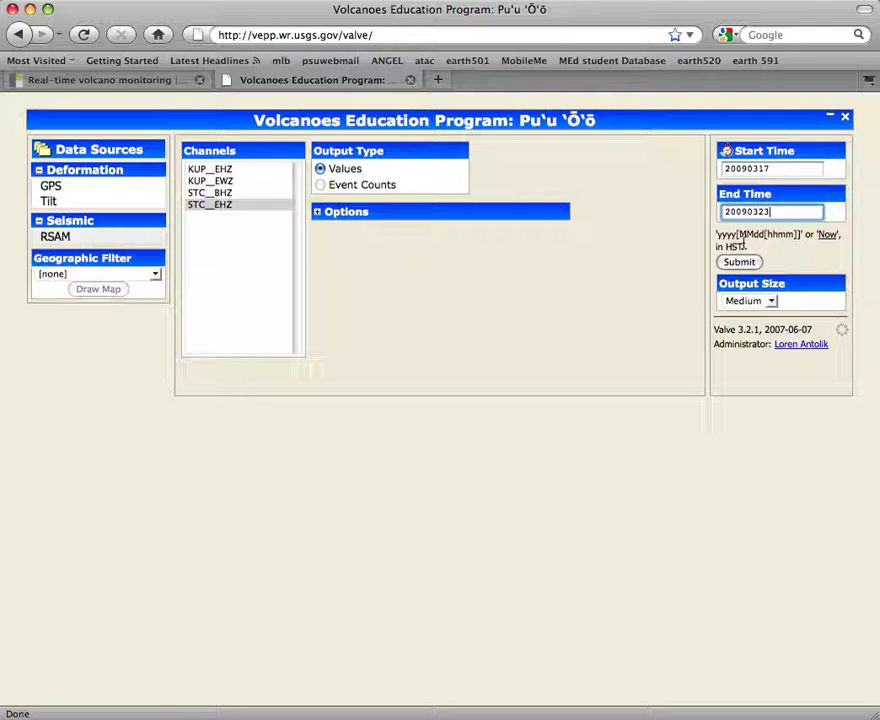 Volcanoes Education Program: Pu'u 'Ō'ō
http://vepp.wr.usgs.gov/valve/
Google
Most Visited
Getting Started
Latest Headlines
mlb
psuwebmail
ANGEL
atac
earth501
MobileMe
MEd student Database
earth520
earth 591
Real-time volcano monitoring |...
Volcanoes Education Program: ...
Volcanoes Education Program: Pu'u 'Ō'ō
Data Sources
Deformation
GPS
Tilt
Seismic
RSAM
Geographic Filter
[none]
Draw Map
Channels
KUP__EHZ
KUP__EWZ
STC__BHZ
STC__EHZ
Output Type
Values
Event Counts
Options
Start Time
20090317
End Time
20090323
'yyyy[MMdd[hhmm]]' or 'Now',
in HST.
Submit
Output Size
Medium
Valve 3.2.1, 2007-06-07
Administrator: Loren Antolik
Done